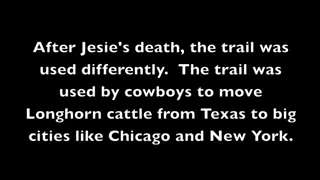 After Jesie's death, the trail was
used differently.  The trail was
used by cowboys to move
Longhorn cattle from Texas to big
cities like Chicago and New York.